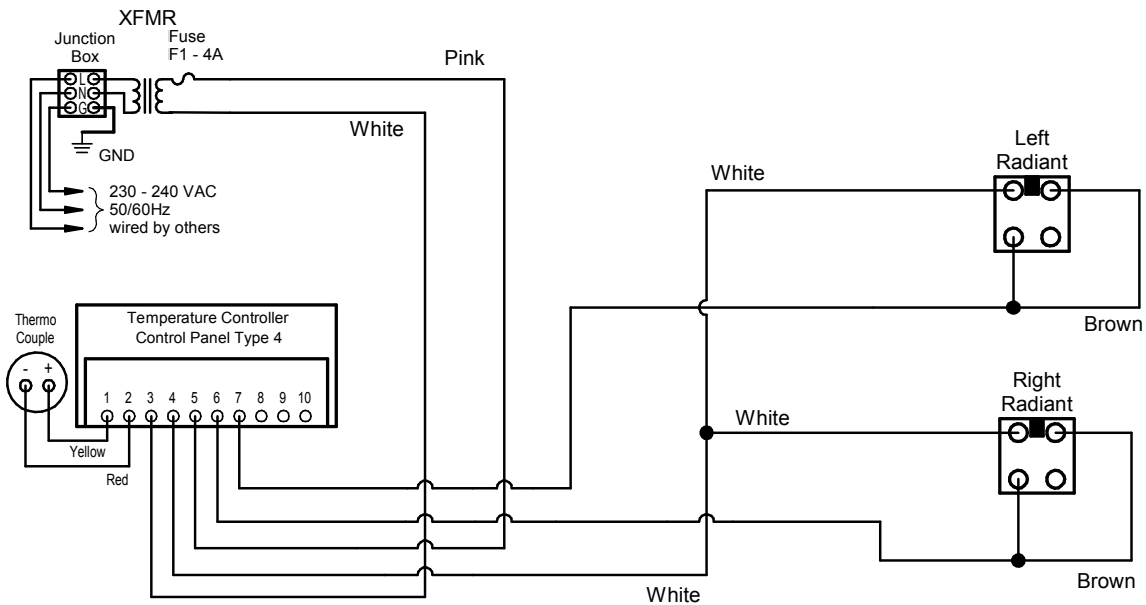 XFMR
Junction
Box
Fuse
F1 - 4A
Pink
L
N
G
White
GND
230 - 240 VAC
50/60Hz
wired by others
Left
Radiant
White
Brown
Thermo
Couple
- +
Temperature Controller
Control Panel Type 4
1 2 3 4 5 6 7 8 9 10
Yellow
Red
Right
Radiant
White
Brown
White